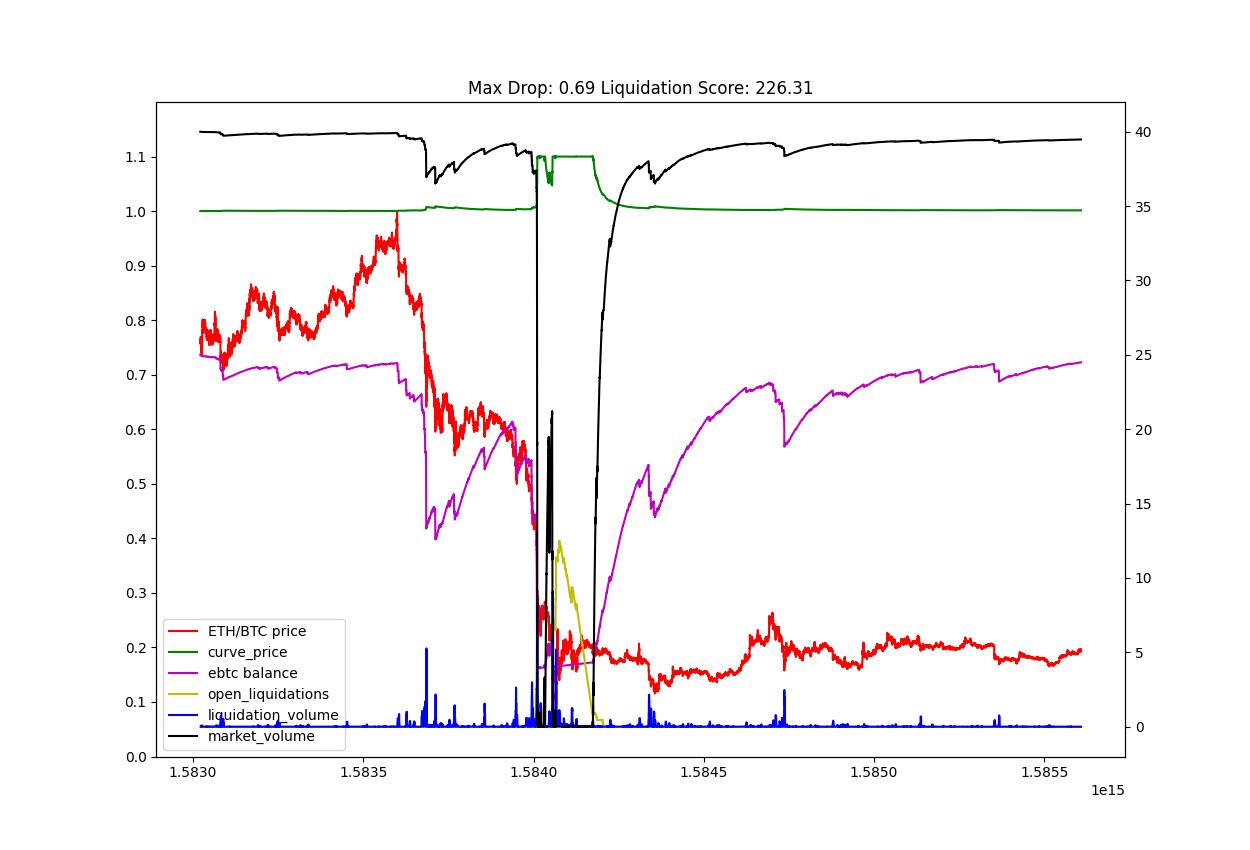 Max Drop: 0.69 Liquidation Score: 226.31
1.1
1.0
0.9
0.8
0.7
0.6
0.5
0.4
0.3
0.2
0.1
0.0
40
35
30
25
20
15
10
5
0
ETH/BTC price
curve_price
ebtc balance
open_liquidations
liquidation_volume
market_volume
1.5830 1.5835 1.5840 1.5845 1.5850 1.5855
1e15